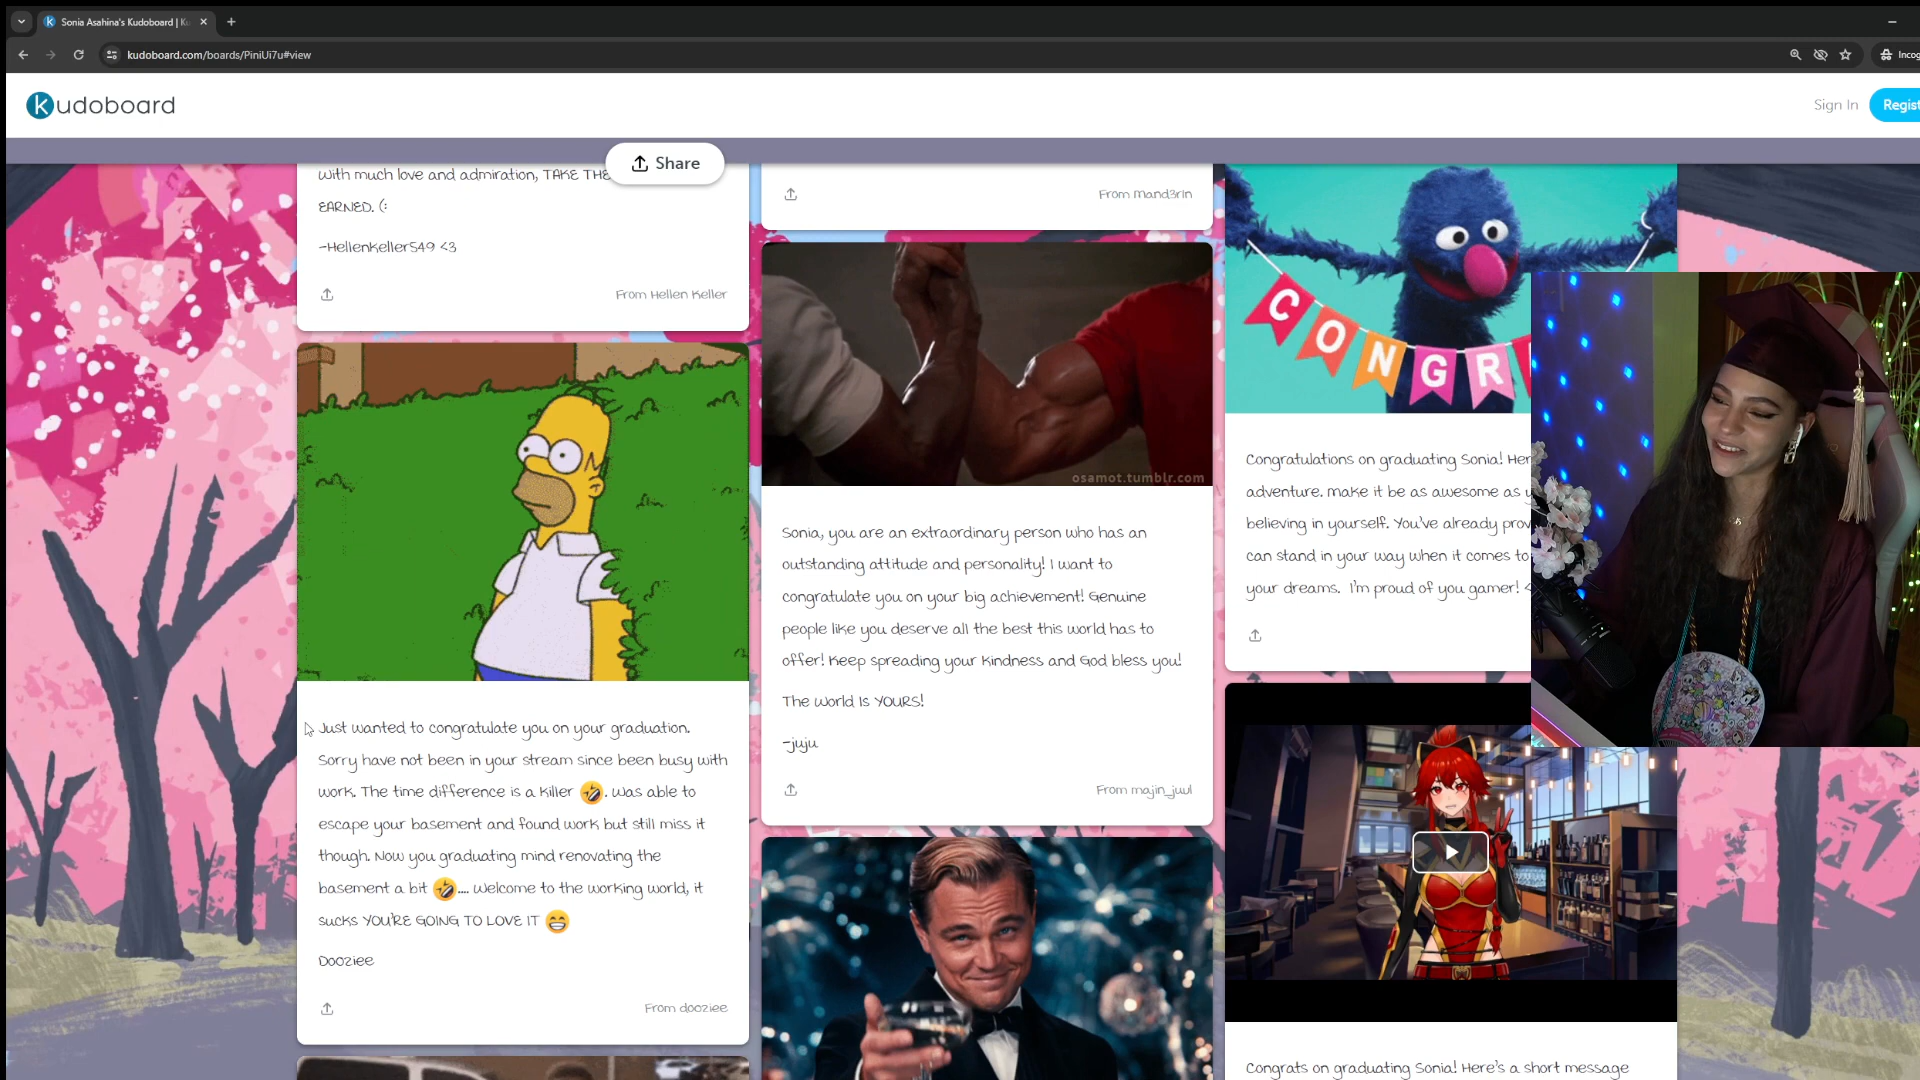 Sonia Asahina's Kudoboard | Ku
kudoboard.com/boards/PiniUi7u#view
Incog
kudoboard
Sign In
Regist
Share
With much love and admiration, TAKE THE
EARNED. (:
-Hellenkeller549 <3
From Hellen Keller
Just wanted to congratulate you on your graduation.
Sorry have not been in your stream since been busy with
work. The time difference is a killer 🤣. Was able to
escape your basement and found work but still miss it
though. Now you graduating mind renovating the
basement a bit 🤣.... Welcome to the working world, it
sucks YOU'RE GOING TO LOVE IT 😁
Dooziee
From dooziee
From mand3rin
osamot.tumblr.com
Sonia, you are an extraordinary person who has an
outstanding attitude and personality! I want to
congratulate you on your big achievement! Genuine
people like you deserve all the best this world has to
offer! Keep spreading your kindness and God bless you!
The World Is YOURS!
-juju
From majin_juul
CONGR
Congratulations on graduating Sonia! Her
adventure. make it be as awesome as y
believing in yourself. You've already prov
can stand in your way when it comes to
your dreams. I'm proud of you gamer! <
Congrats on graduating Sonia! Here's a short message